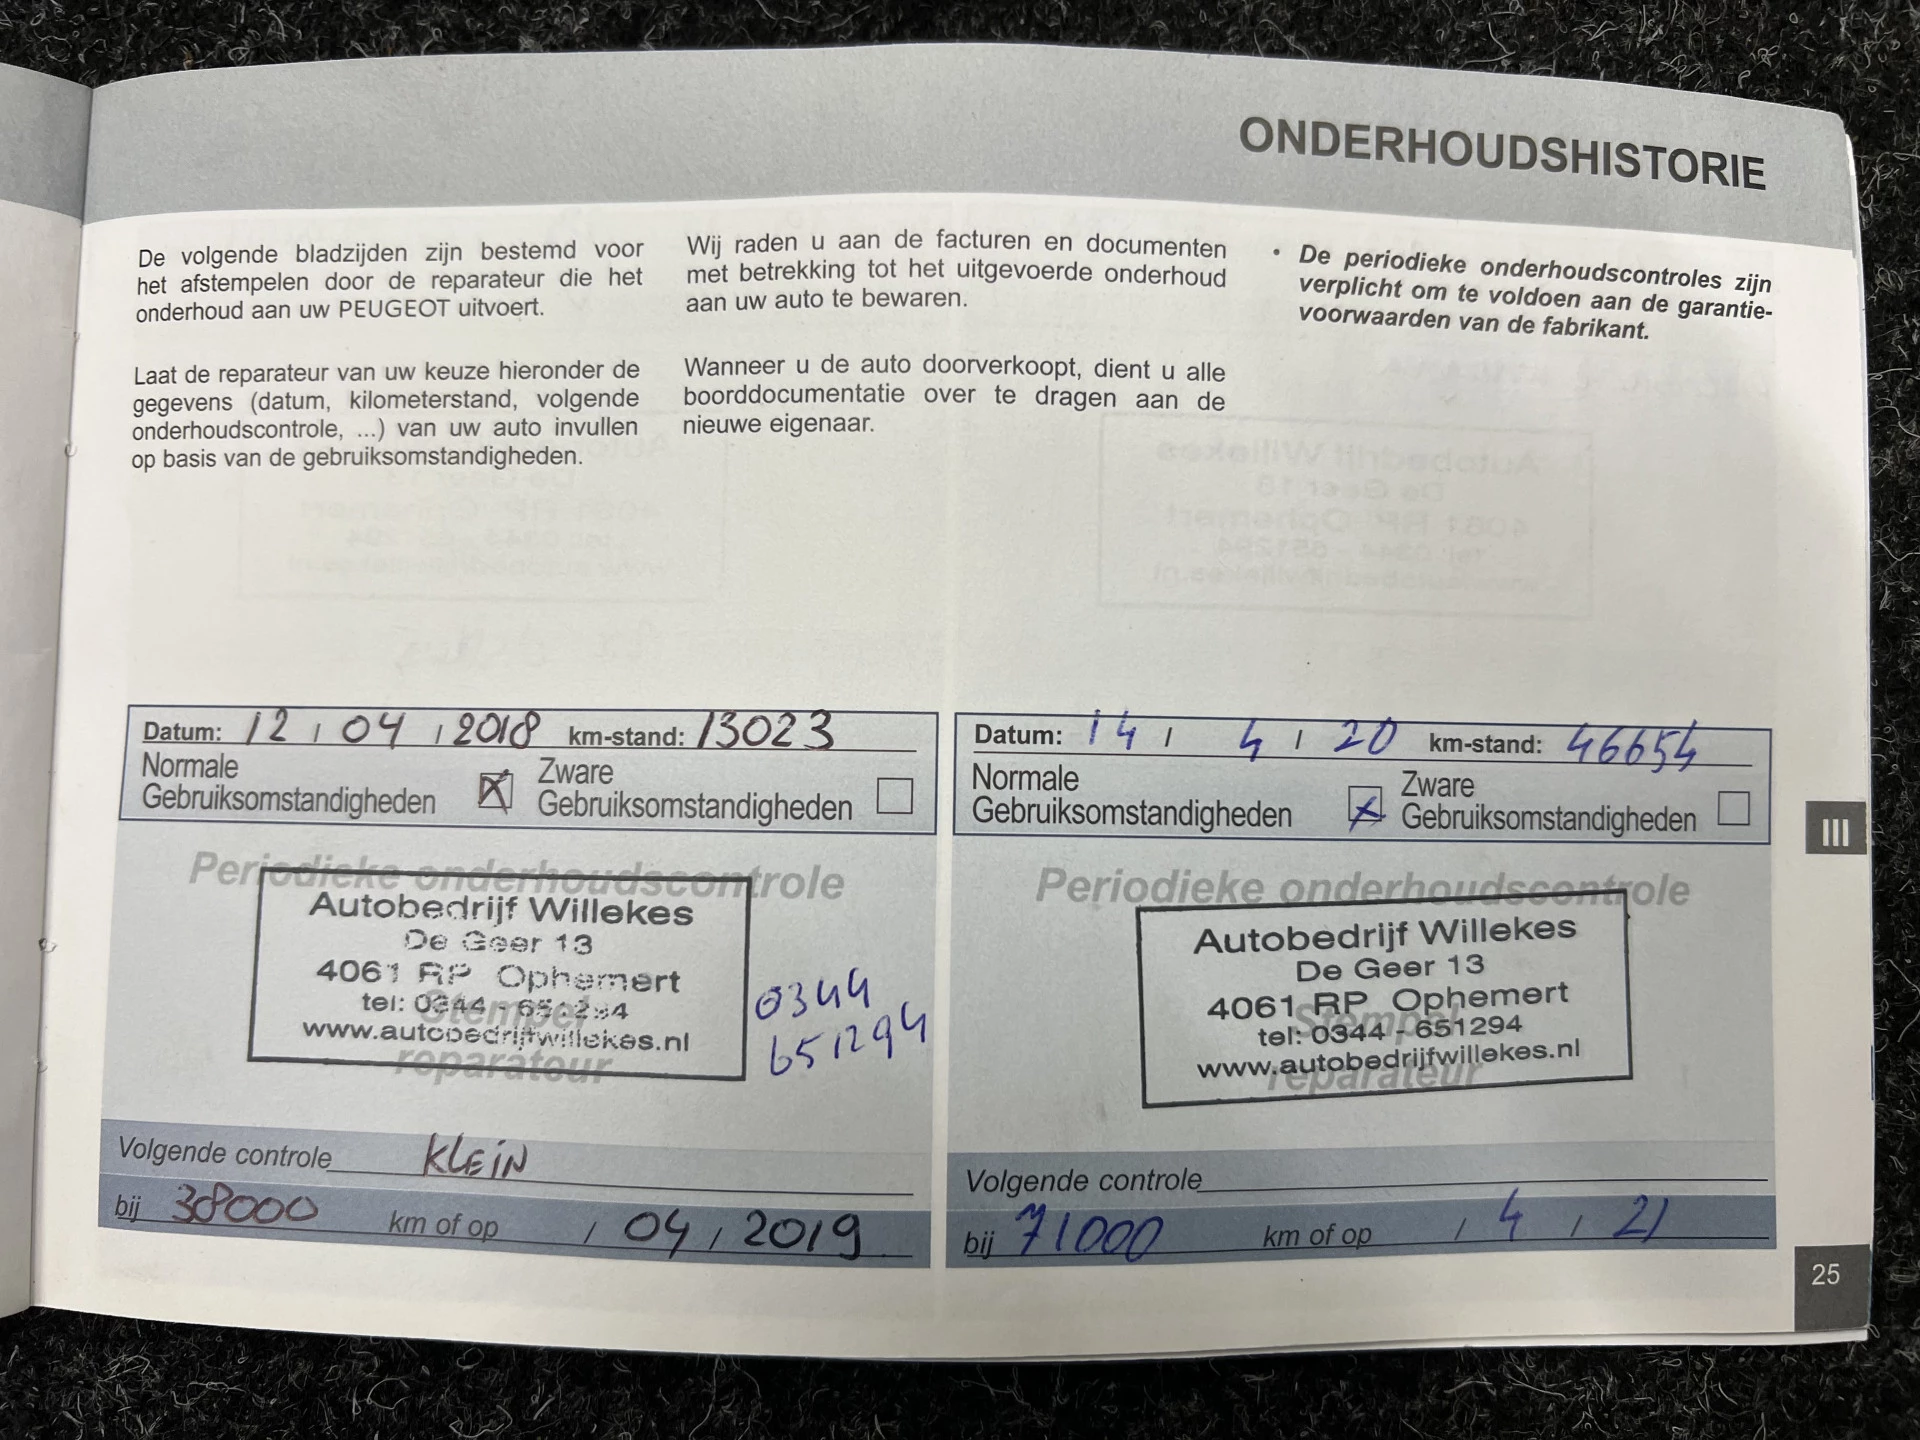 ONDERHOUDSHISTORIE
De volgende bladzijden zijn bestemd voor
het afstempelen door de reparateur die het
onderhoud aan uw PEUGEOT uitvoert.
Laat de reparateur van uw keuze hieronder de
gegevens (datum, kilometerstand, volgende
onderhoudscontrole, ...) van uw auto invullen
op basis van de gebruiksomstandigheden.
Wij raden u aan de facturen en documenten
met betrekking tot het uitgevoerde onderhoud
aan uw auto te bewaren.
Wanneer u de auto doorverkoopt, dient u alle
boorddocumentatie over te dragen aan de
nieuwe eigenaar.
• De periodieke onderhoudscontroles zijn
verplicht om te voldoen aan de garantie-
voorwaarden van de fabrikant.
Datum: 12 / 04 / 2018 km-stand: 13023
Normale
Gebruiksomstandigheden
Zware
Gebruiksomstandigheden
Periodieke onderhoudscontrole
Autobedrijf Willekes
De Geer 13
4061 RP Ophemert
tel: 0344 - 651294
www.autobedrijfwillekes.nl
Stempel
reparateur
0344
651294
Volgende controle KLEiN
bij 38000 km of op / 04 / 2019
Datum: 14 / 4 / 20 km-stand: 46654
Normale
Gebruiksomstandigheden
Zware
Gebruiksomstandigheden
Periodieke onderhoudscontrole
Autobedrijf Willekes
De Geer 13
4061 RP Ophemert
tel: 0344 - 651294
www.autobedrijfwillekes.nl
Stempel
reparateur
Volgende controle
bij 71000 km of op / 4 / 21
III
25